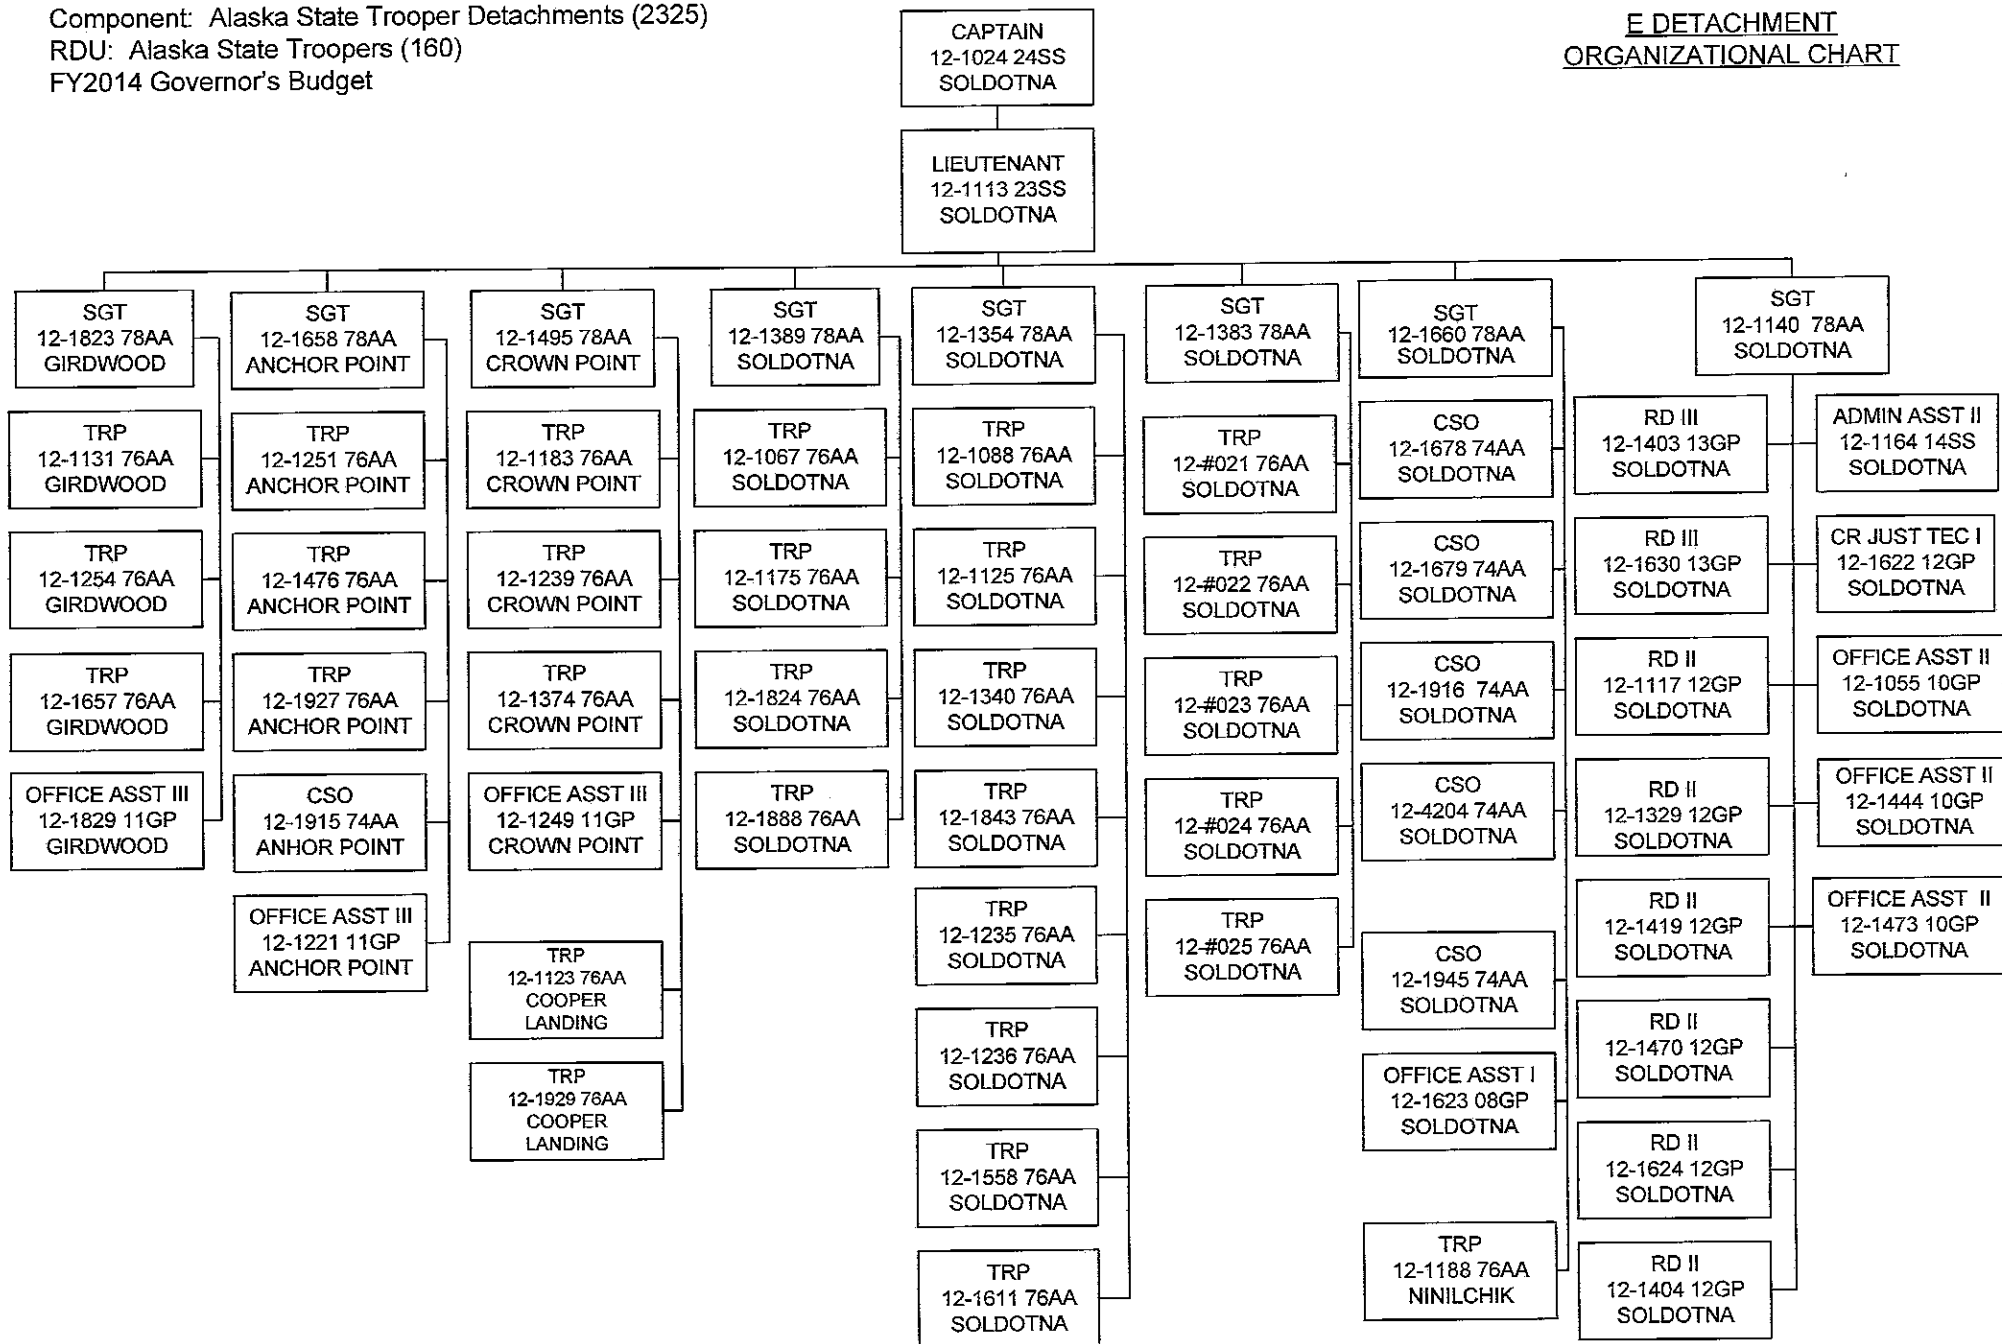 Component: Alaska State Trooper Detachments (2325)
RDU: Alaska State Troopers (160)
FY2014 Governor's Budget
E DETACHMENT
ORGANIZATIONAL CHART
CAPTAIN
12-1024 24SS
SOLDOTNA
LIEUTENANT
12-1113 23SS
SOLDOTNA
SGT
12-1823 78AA
GIRDWOOD
TRP
12-1131 76AA
GIRDWOOD
TRP
12-1254 76AA
GIRDWOOD
TRP
12-1657 76AA
GIRDWOOD
OFFICE ASST III
12-1829 11GP
GIRDWOOD
SGT
12-1658 78AA
ANCHOR POINT
TRP
12-1251 76AA
ANCHOR POINT
TRP
12-1476 76AA
ANCHOR POINT
TRP
12-1927 76AA
ANCHOR POINT
CSO
12-1915 74AA
ANHOR POINT
OFFICE ASST III
12-1221 11GP
ANCHOR POINT
SGT
12-1495 78AA
CROWN POINT
TRP
12-1183 76AA
CROWN POINT
TRP
12-1239 76AA
CROWN POINT
TRP
12-1374 76AA
CROWN POINT
OFFICE ASST III
12-1249 11GP
CROWN POINT
TRP
12-1123 76AA
COOPER
LANDING
TRP
12-1929 76AA
COOPER
LANDING
SGT
12-1389 78AA
SOLDOTNA
TRP
12-1067 76AA
SOLDOTNA
TRP
12-1175 76AA
SOLDOTNA
TRP
12-1824 76AA
SOLDOTNA
TRP
12-1888 76AA
SOLDOTNA
SGT
12-1354 78AA
SOLDOTNA
TRP
12-1088 76AA
SOLDOTNA
TRP
12-1125 76AA
SOLDOTNA
TRP
12-1340 76AA
SOLDOTNA
TRP
12-1843 76AA
SOLDOTNA
TRP
12-1235 76AA
SOLDOTNA
TRP
12-1236 76AA
SOLDOTNA
TRP
12-1558 76AA
SOLDOTNA
TRP
12-1611 76AA
SOLDOTNA
SGT
12-1383 78AA
SOLDOTNA
TRP
12-#021 76AA
SOLDOTNA
TRP
12-#022 76AA
SOLDOTNA
TRP
12-#023 76AA
SOLDOTNA
TRP
12-#024 76AA
SOLDOTNA
TRP
12-#025 76AA
SOLDOTNA
SGT
12-1660 78AA
SOLDOTNA
CSO
12-1678 74AA
SOLDOTNA
CSO
12-1679 74AA
SOLDOTNA
CSO
12-1916 74AA
SOLDOTNA
CSO
12-4204 74AA
SOLDOTNA
CSO
12-1945 74AA
SOLDOTNA
OFFICE ASST I
12-1623 08GP
SOLDOTNA
TRP
12-1188 76AA
NINILCHIK
SGT
12-1140 78AA
SOLDOTNA
RD III
12-1403 13GP
SOLDOTNA
RD III
12-1630 13GP
SOLDOTNA
RD II
12-1117 12GP
SOLDOTNA
RD II
12-1329 12GP
SOLDOTNA
RD II
12-1419 12GP
SOLDOTNA
RD II
12-1470 12GP
SOLDOTNA
RD II
12-1624 12GP
SOLDOTNA
RD II
12-1404 12GP
SOLDOTNA
ADMIN ASST II
12-1164 14SS
SOLDOTNA
CR JUST TEC I
12-1622 12GP
SOLDOTNA
OFFICE ASST II
12-1055 10GP
SOLDOTNA
OFFICE ASST II
12-1444 10GP
SOLDOTNA
OFFICE ASST II
12-1473 10GP
SOLDOTNA